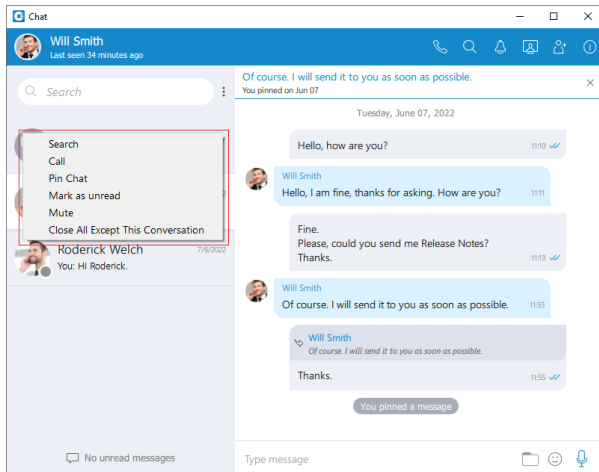 Chat
Will Smith
Last seen 34 minutes ago
Search
Search
Call
Pin Chat
Mark as unread
Mute
Close All Except This Conversation
Roderick Welch
7/6/2022
You: Hi Roderick.
No unread messages
Of course. I will send it to you as soon as possible.
You pinned on Jun 07
Tuesday, June 07, 2022
Hello, how are you?
11:10
Will Smith
Hello, I am fine, thanks for asking. How are you?
11:11
Fine.
Please, could you send me Release Notes?
Thanks.
11:13
Will Smith
Of course. I will send it to you as soon as possible.
11:55
Will Smith
Of course. I will send it to you as soon as possible.
Thanks.
11:55
You pinned a message
Type message